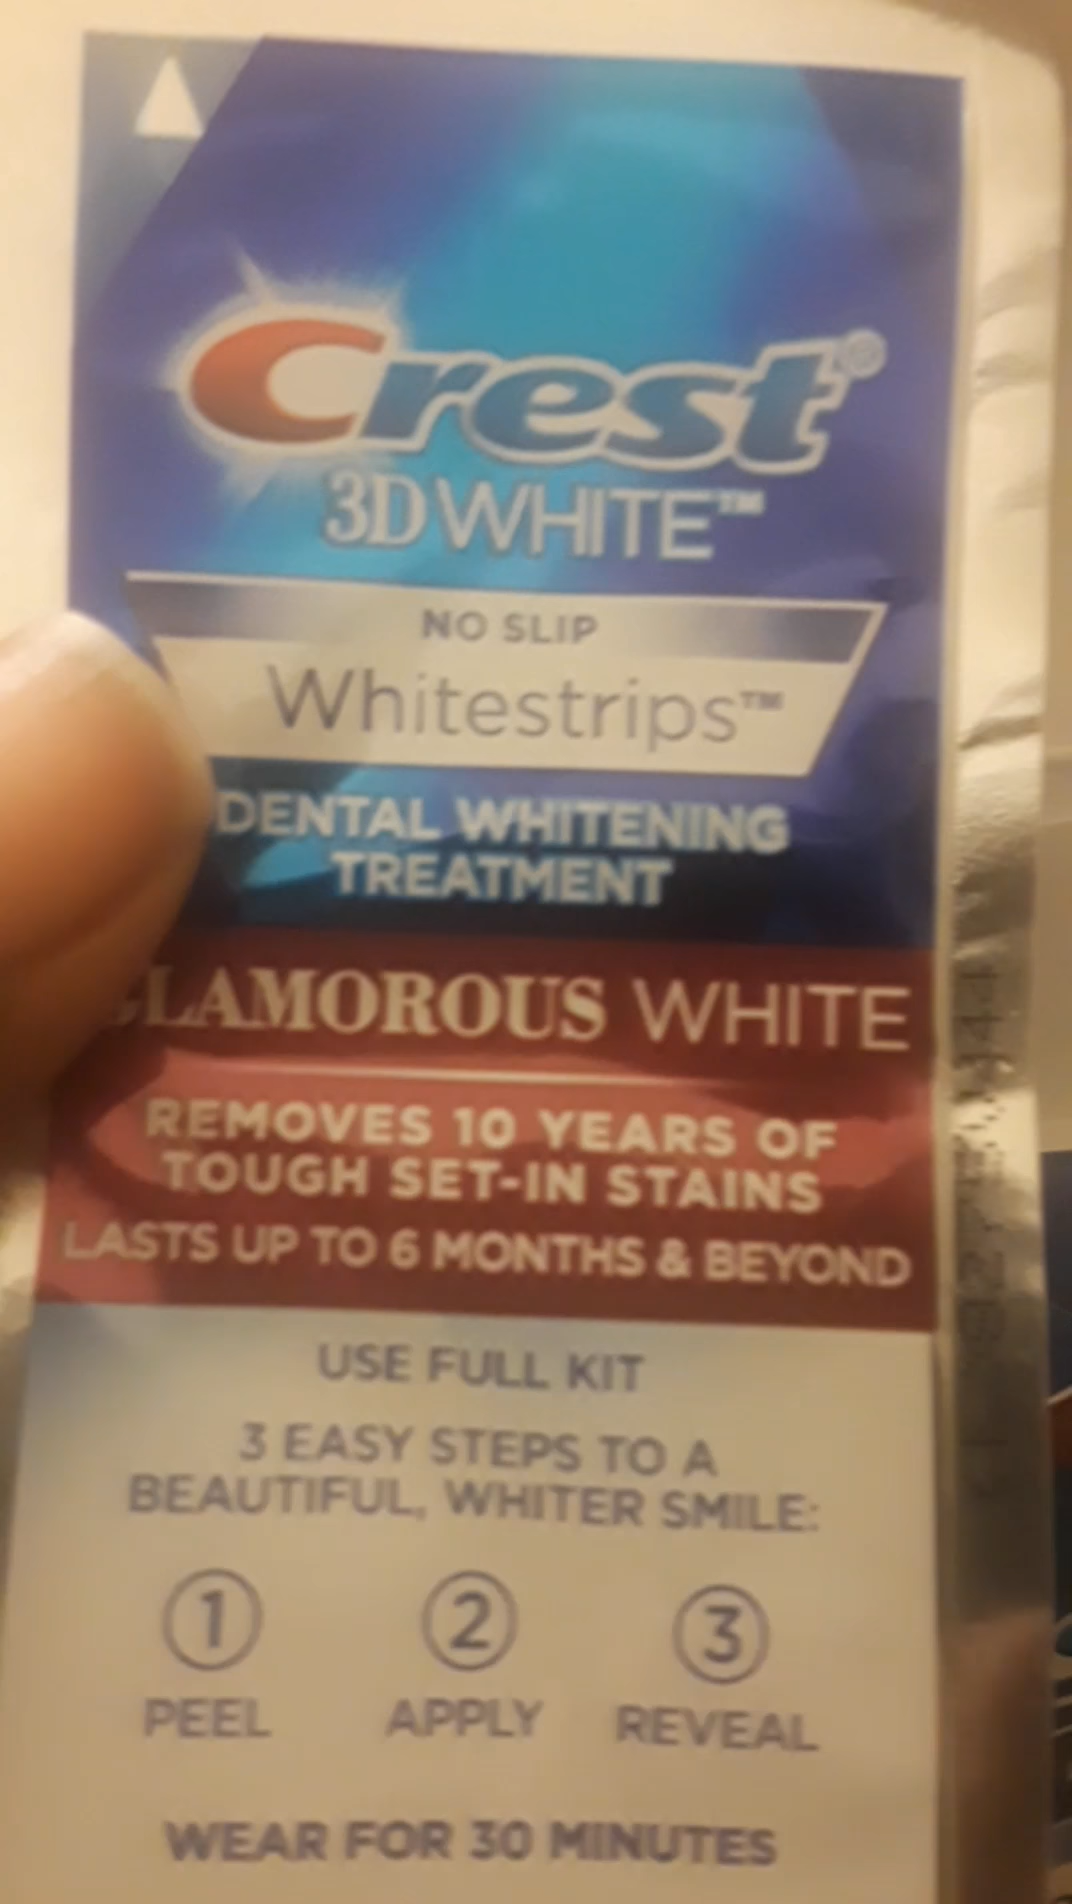 Crest®
3D WHITE™
NO SLIP
Whitestrips™
DENTAL WHITENING
TREATMENT
GLAMOROUS WHITE
REMOVES 10 YEARS OF
TOUGH SET-IN STAINS
LASTS UP TO 6 MONTHS & BEYOND
USE FULL KIT
3 EASY STEPS TO A
BEAUTIFUL, WHITER SMILE:
1 2 3
PEEL APPLY REVEAL
WEAR FOR 30 MINUTES